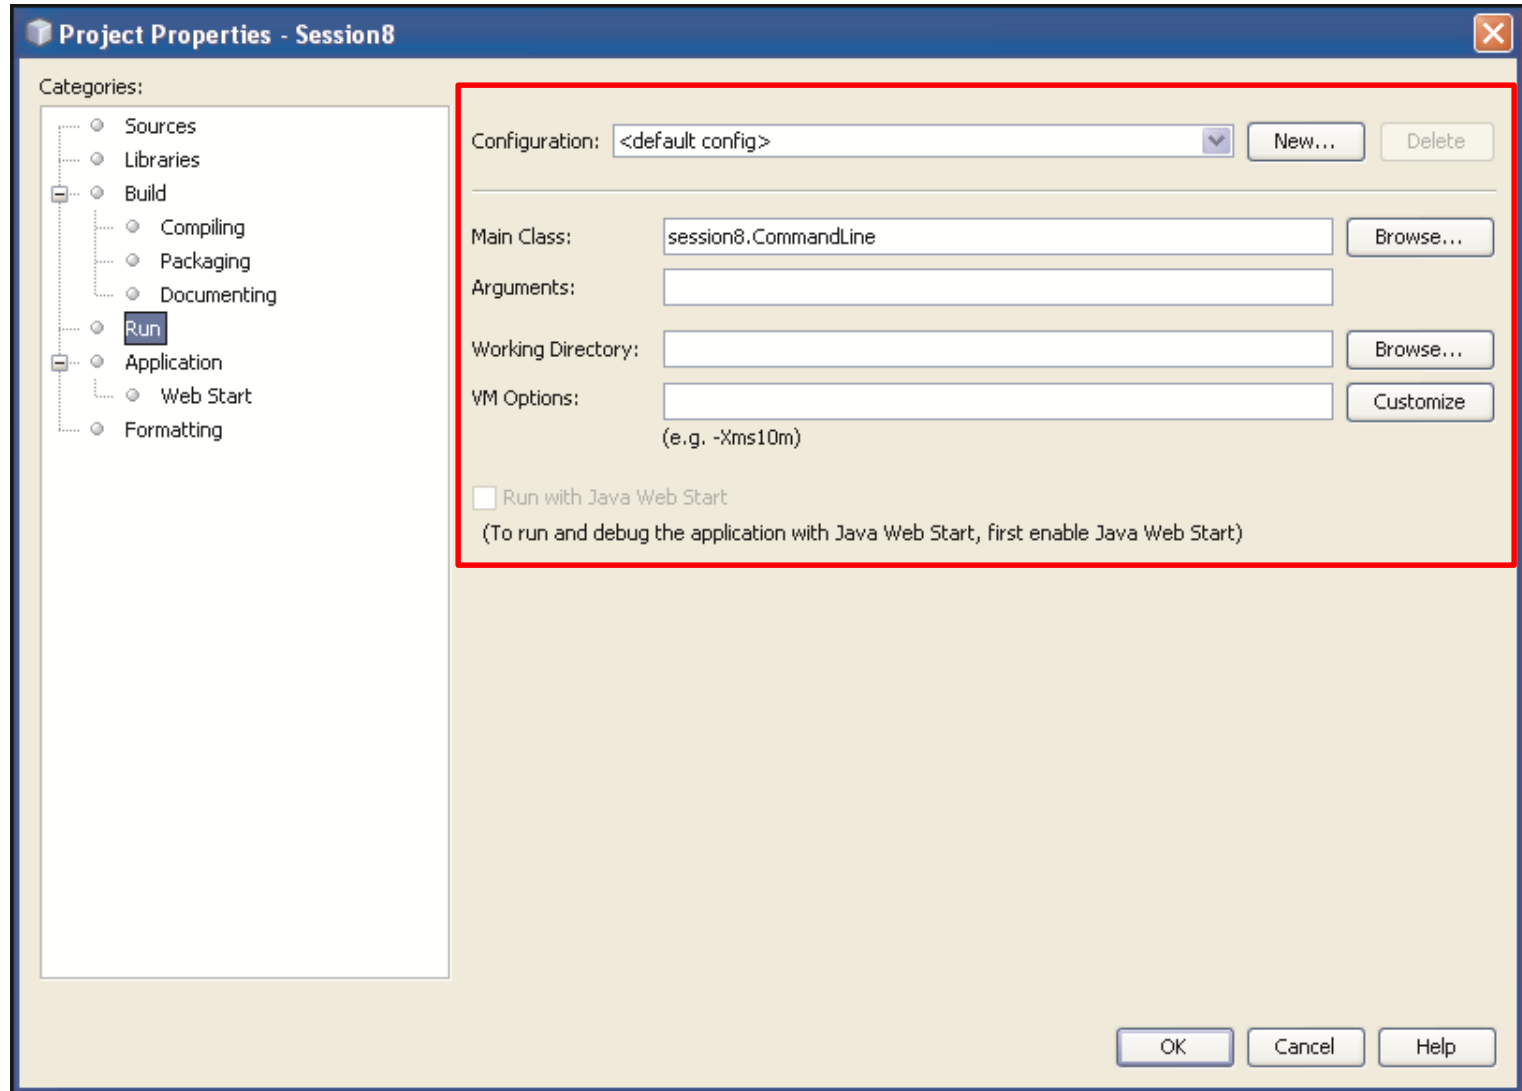 Project Properties - Session8
Categories:
Sources
Libraries
Build
Compiling
Packaging
Documenting
Run
Application
Web Start
Formatting
Configuration: <default config> New... Delete
Main Class: session8.CommandLine Browse...
Arguments:
Working Directory: Browse...
VM Options: Customize
(e.g. -Xms10m)
Run with Java Web Start
(To run and debug the application with Java Web Start, first enable Java Web Start)
OK Cancel Help